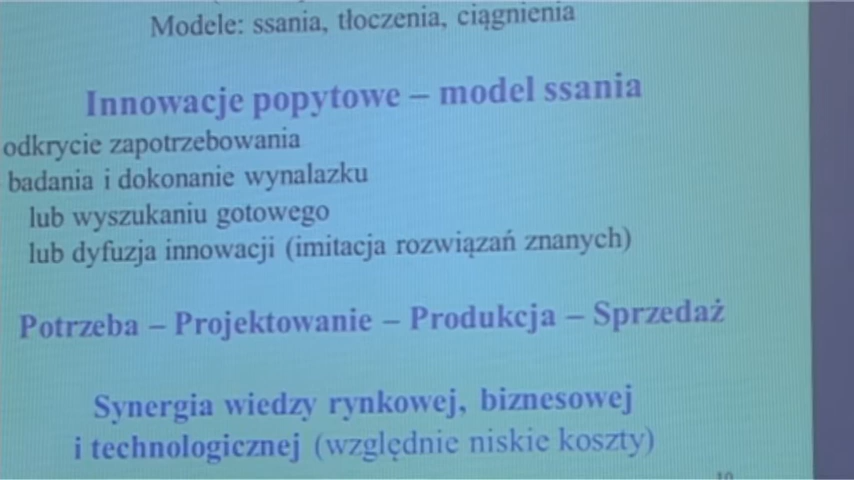 Modele: ssania, tłoczenia, ciągnienia
Innowacje popytowe – model ssania
odkrycie zapotrzebowania
badania i dokonanie wynalazku
lub wyszukaniu gotowego
lub dyfuzja innowacji (imitacja rozwiązań znanych)
Potrzeba – Projektowanie – Produkcja – Sprzedaż
Synergia wiedzy rynkowej, biznesowej
i technologicznej (względnie niskie koszty)